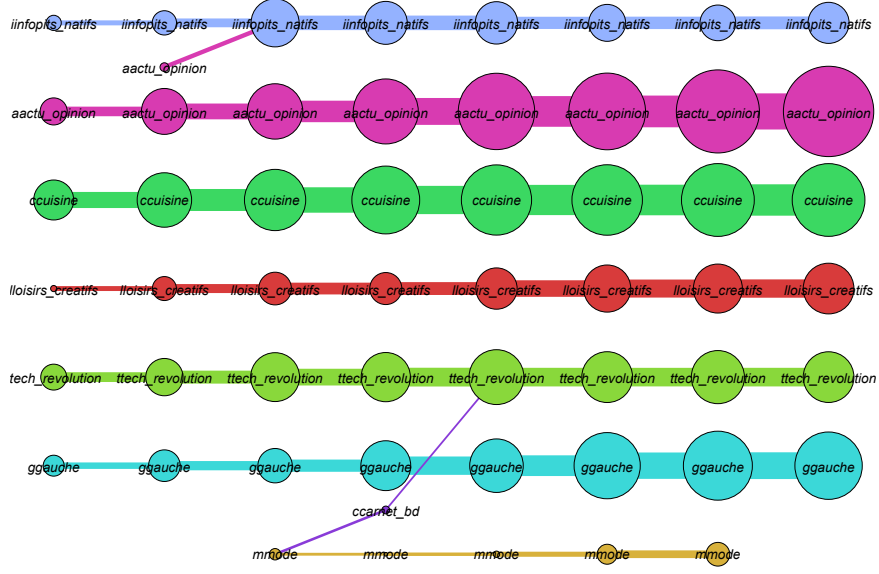 iinfopits_natifs iinfopits_natifs iinfopits_natifs iinfopits_natifs iinfopits_natifs iinfopits_natifs iinfopits_natifs iinfopits_natifs
aactu_opinion
aactu_opinion aactu_opinion aactu_opinion aactu_opinion aactu_opinion aactu_opinion aactu_opinion aactu_opinion
ccuisine ccuisine ccuisine ccuisine ccuisine ccuisine ccuisine ccuisine
lloisirs_creatifs lloisirs_creatifs lloisirs_creatifs lloisirs_creatifs lloisirs_creatifs lloisirs_creatifs lloisirs_creatifs lloisirs_creatifs
tech_revolution ttech_revolution ttech_revolution ttech_revolution ttech_revolution ttech_revolution ttech_revolution ttech_revolution
ggauche ggauche ggauche ggauche ggauche ggauche ggauche ggauche
ccarnet_bd
mmode mmode mmode mmode mmode